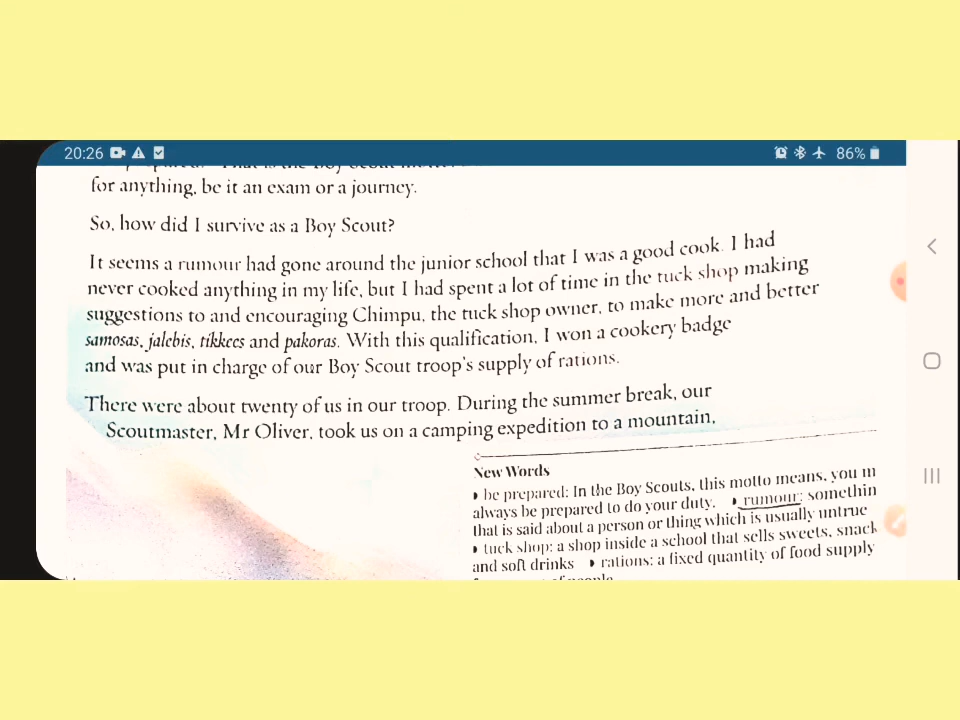 20:26
86%
for anything, be it an exam or a journey.
So, how did I survive as a Boy Scout?
It seems a rumour had gone around the junior school that I was a good cook. I had
never cooked anything in my life, but I had spent a lot of time in the tuck shop making
suggestions to and encouraging Chimpu, the tuck shop owner, to make more and better
samosas, jalebis, tikkees and pakoras. With this qualification, I won a cookery badge
and was put in charge of our Boy Scout troop's supply of rations.
There were about twenty of us in our troop. During the summer break, our
Scoutmaster, Mr Oliver, took us on a camping expedition to a mountain,
New Words
be prepared: In the Boy Scouts, this motto means, you m
always be prepared to do your duty. rumour: somethin
that is said about a person or thing which is usually untrue
tuck shop: a shop inside a school that sells sweets, snack
and soft drinks rations: a fixed quantity of food supply